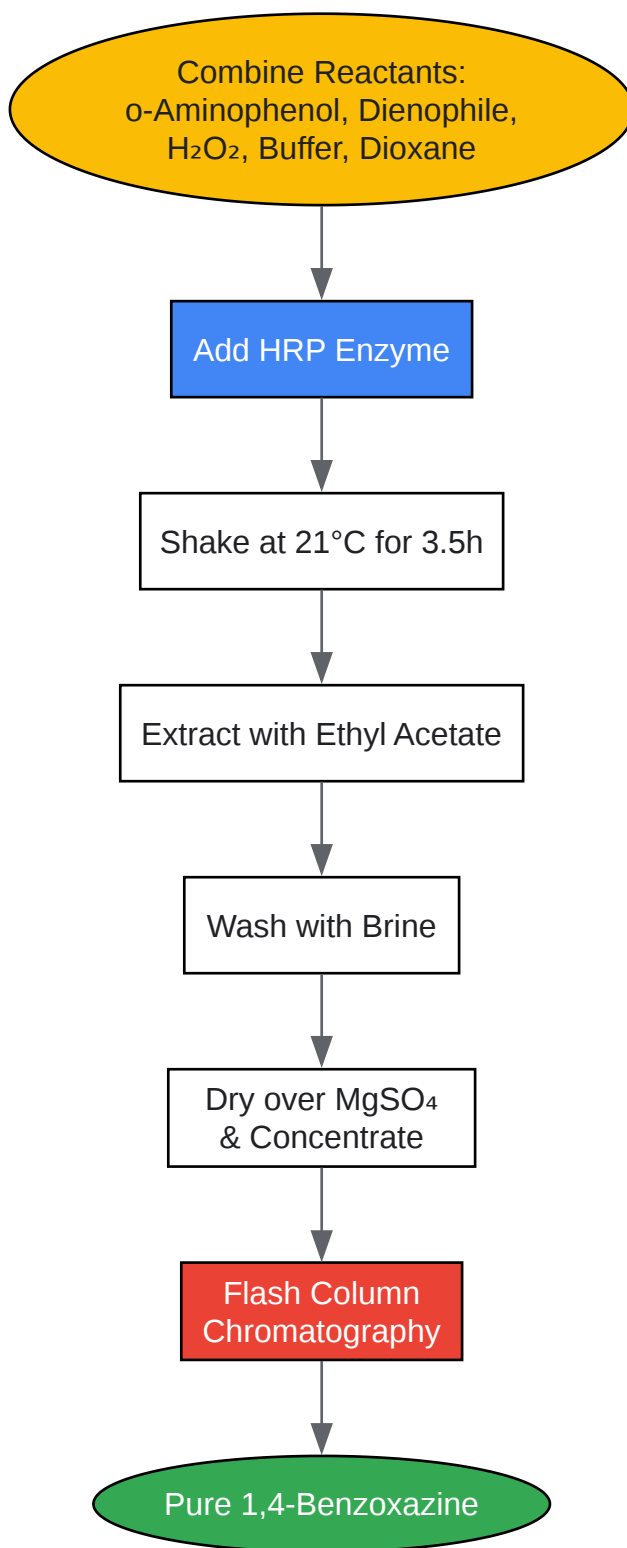 Combine Reactants:
o-Aminophenol, Dienophile,
H₂O₂, Buffer, Dioxane
Add HRP Enzyme
Shake at 21°C for 3.5h
Extract with Ethyl Acetate
Wash with Brine
Dry over MgSO₄
& Concentrate
Flash Column
Chromatography
Pure 1,4-Benzoxazine